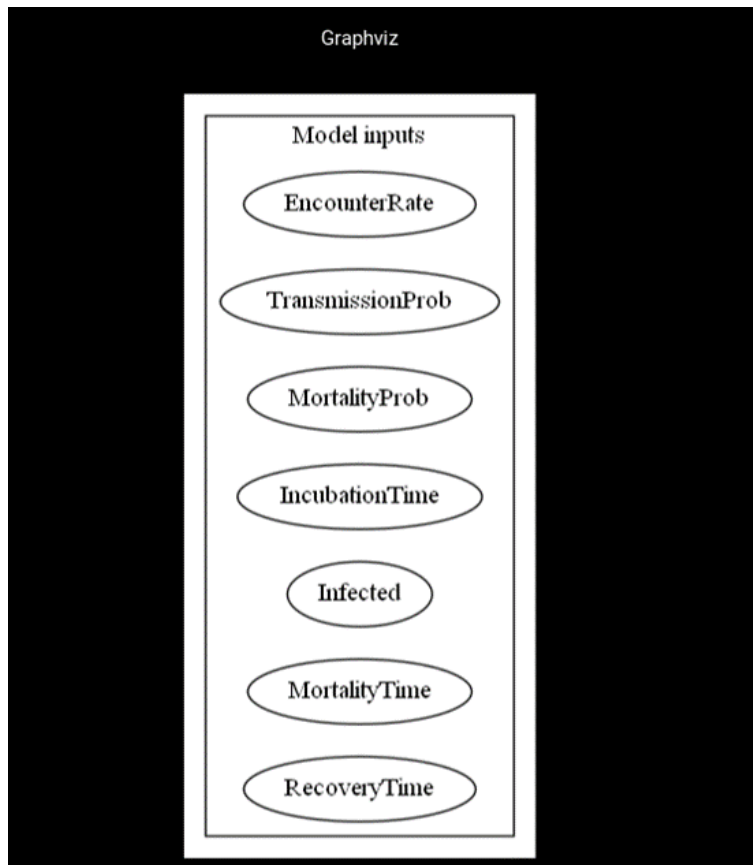 Graphviz
Model inputs
EncounterRate
TransmissionProb
MortalityProb
IncubationTime
Infected
MortalityTime
RecoveryTime